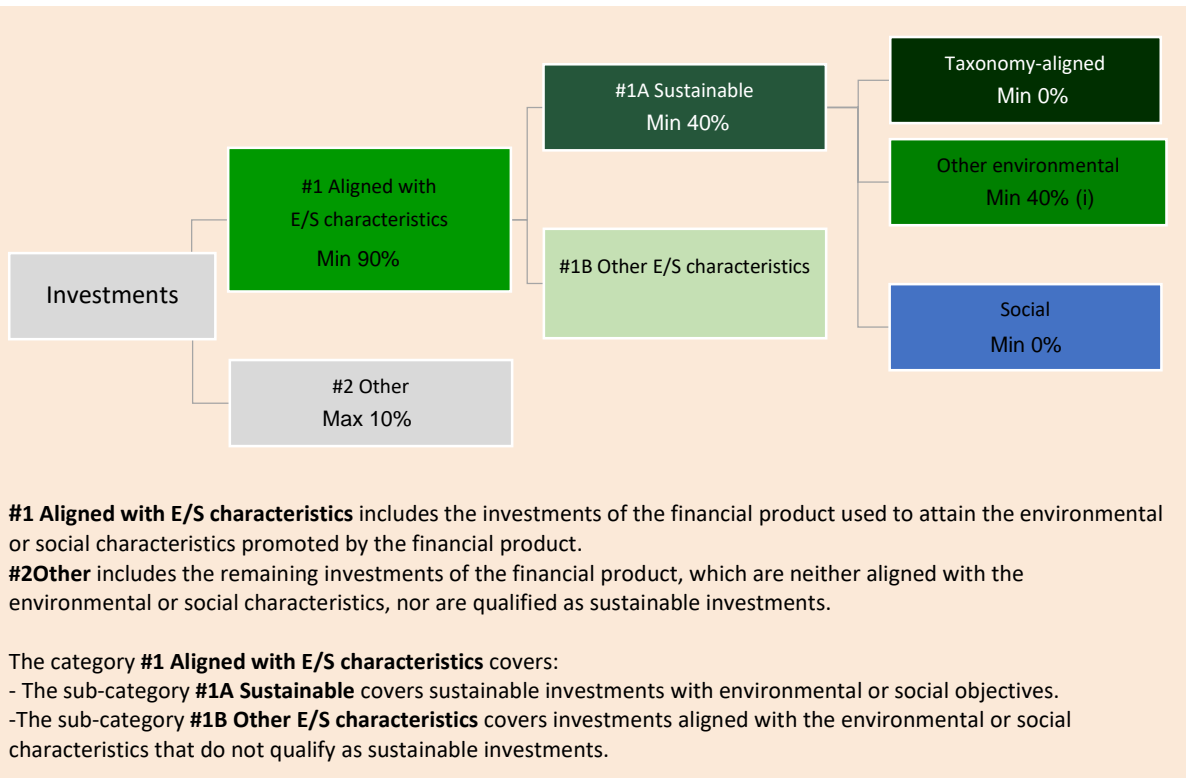 Taxonomy-aligned
Min 0%
#1A Sustainable
Min 40%
Other environmental
Min 40% (i)
#1 Aligned with
E/S characteristics
Min 90%
#1B Other E/S characteristics
Investments
Social
Min 0%
#2 Other
Max 10%
#1 Aligned with E/S characteristics includes the investments of the financial product used to attain the environmental
or social characteristics promoted by the financial product.
#2Other includes the remaining investments of the financial product, which are neither aligned with the
environmental or social characteristics, nor are qualified as sustainable investments.
The category #1 Aligned with E/S characteristics covers:
- The sub-category #1A Sustainable covers sustainable investments with environmental or social objectives.
-The sub-category #1B Other E/S characteristics covers investments aligned with the environmental or social
characteristics that do not qualify as sustainable investments.